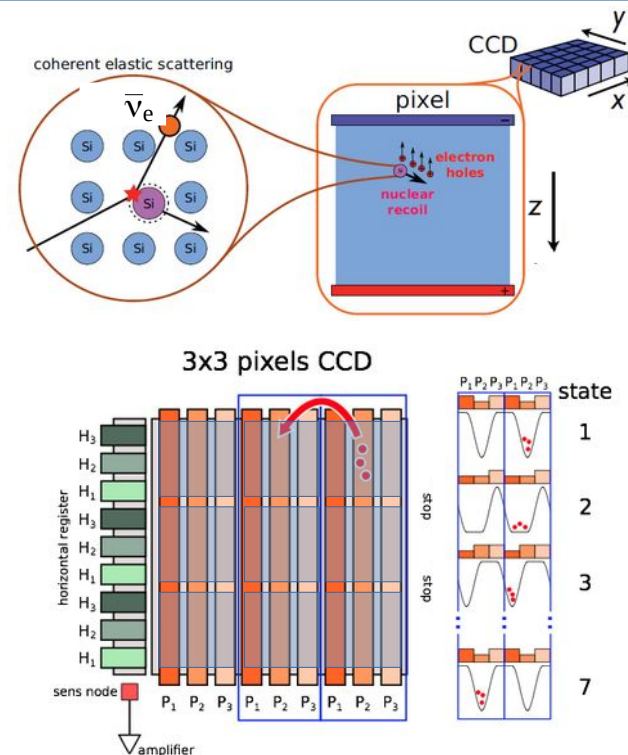 coherent elastic scattering
ν̄e
Si Si Si
Si Si Si
Si Si Si
CCD
y
x
pixel
−
electron
holes
Si
nuclear
recoil
z
+
3x3 pixels CCD
P₁ P₂ P₃ P₁ P₂ P₃
state
1
2
3
7
horizontal register
H₃
H₂
H₁
H₃
H₂
H₁
H₃
H₂
H₁
stop
stop
sens node
P₁ P₂ P₃ P₁ P₂ P₃ P₁ P₂ P₃
amplifier